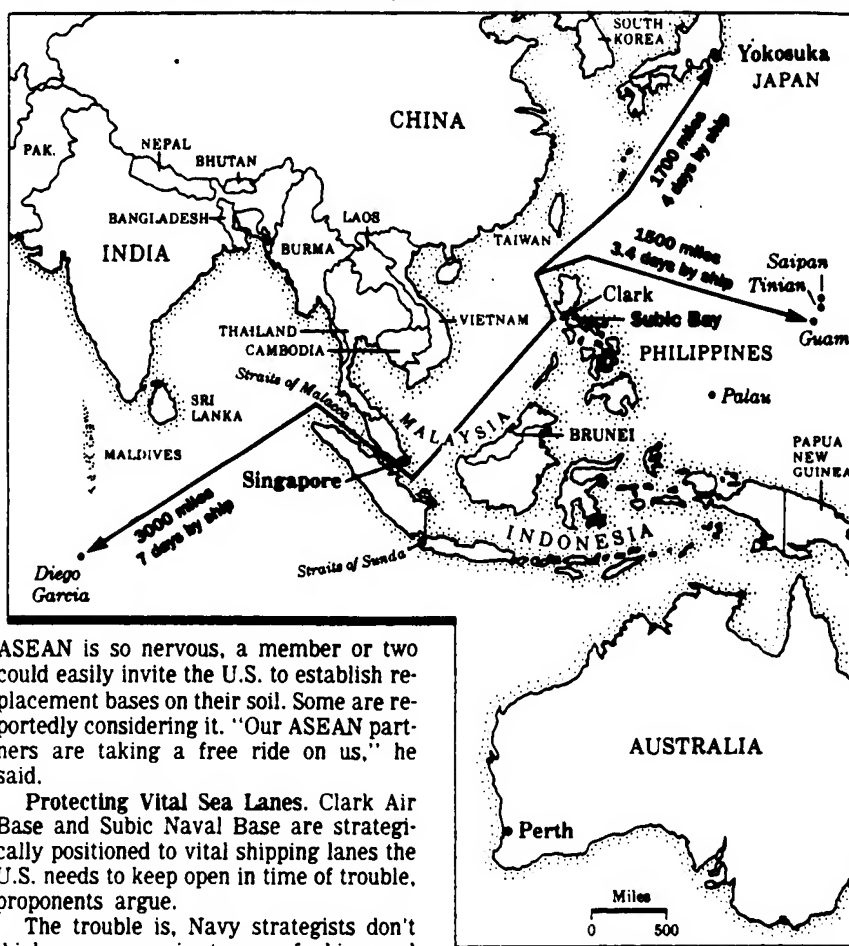 SOUTH
KOREA
Yokosuka
JAPAN
CHINA
PAK.
NEPAL
BHUTAN
1700 miles
4 days by ship
BANGLADESH
LAOS
TAIWAN
1500 miles
3.4 days by ship
INDIA
BURMA
Saipan
Tinian
Clark
Subic Bay
Guam
VIETNAM
THAILAND
CAMBODIA
PHILIPPINES
Straits of Malacca
Palau
SRI
LANKA
MALAYSIA
BRUNEI
MALDIVES
PAPUA
NEW
GUINEA
Singapore
3000 miles
7 days by ship
INDONESIA
Straits of Sunda
Diego
Garcia
ASEAN is so nervous, a member or two
could easily invite the U.S. to establish re-
placement bases on their soil. Some are re-
portedly considering it. "Our ASEAN part-
ners are taking a free ride on us," he
said.
Protecting Vital Sea Lanes. Clark Air
Base and Subic Naval Base are strategi-
cally positioned to vital shipping lanes the
U.S. needs to keep open in time of trouble,
proponents argue.
The trouble is, Navy strategists don't
AUSTRALIA
Perth
Miles
0 500